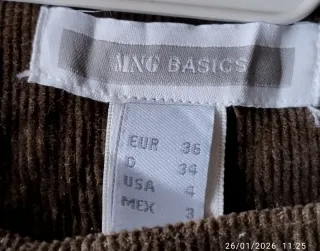 MNG BASICS
EUR 36
D 34
USA 4
MEX 3
26/01/2026 11:25